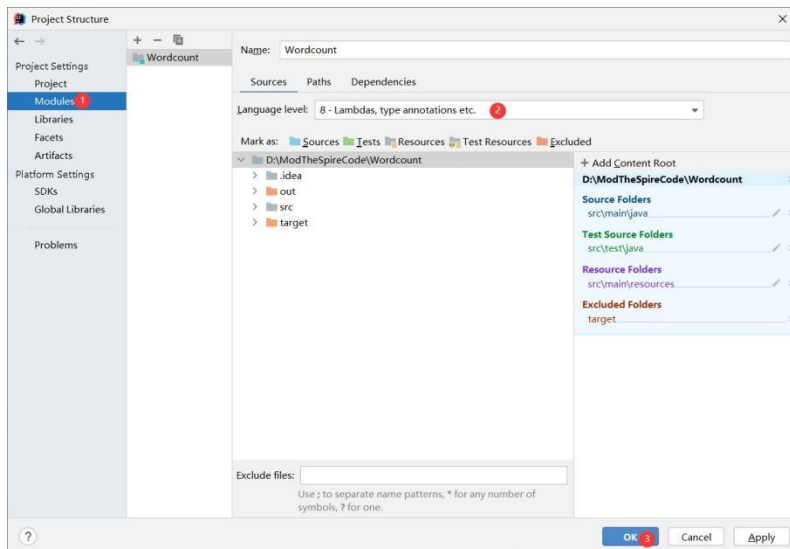 Project Structure
Project Settings
Project
Modules 1
Libraries
Facets
Artifacts
Platform Settings
SDKs
Global Libraries
Problems
Wordcount
Name: Wordcount
Sources Paths Dependencies
Language level: 8 - Lambdas, type annotations etc. 2
Mark as: Sources Tests Resources Test Resources Excluded
D:\ModTheSpireCode\Wordcount
.idea
out
src
target
+ Add Content Root
D:\ModTheSpireCode\Wordcount
Source Folders
src\main\java
Test Source Folders
src\test\java
Resource Folders
src\main\resources
Excluded Folders
target
Exclude files:
Use ; to separate name patterns, * for any number of
symbols, ? for one.
?
OK 3 Cancel Apply